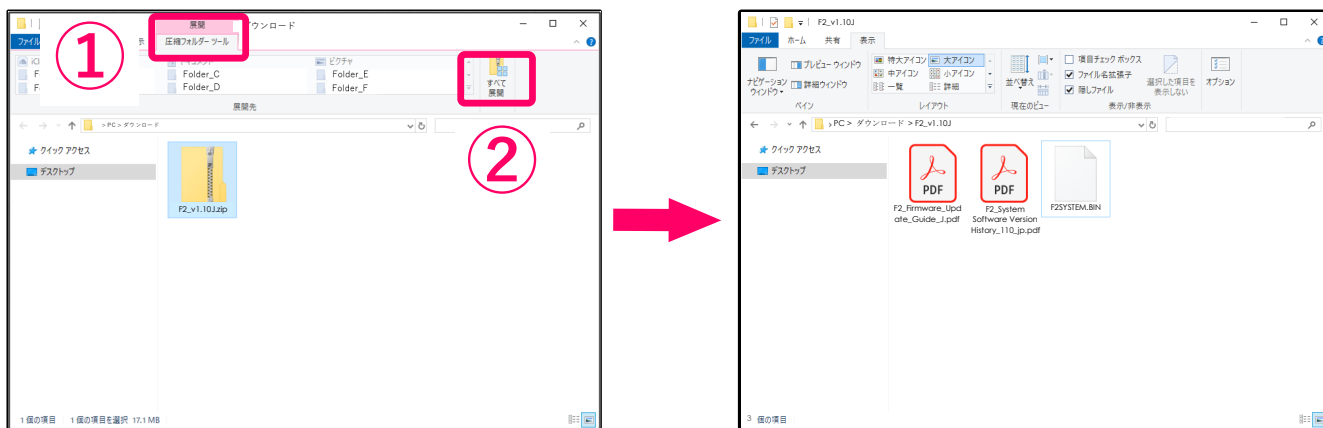 展開
ウンロード
圧縮フォルダー ツール
ピクチャ
Folder_C
Folder_E
Folder_D
Folder_F
すべて
展開
展開先
①
②
>PC>ダウンロード
クイック アクセス
デスクトップ
F2_v1.10J.zip
1 個の項目
1 個の項目を選択 17.1 MB
F2_v1.10J
ファイル
ホーム
共有
表示
ナビゲーション
ウィンドウ
プレビュー ウィンドウ
詳細ウィンドウ
ペイン
特大アイコン
大アイコン
中アイコン
小アイコン
一覧
詳細
レイアウト
並べ替え
現在のビュー
項目チェック ボックス
ファイル名拡張子
隠しファイル
選択した項目を
表示しない
表示/非表示
オプション
> PC > ダウンロード > F2_v1.10J
クイック アクセス
デスクトップ
PDF
F2_Firmware_Upd
ate_Guide_J.pdf
PDF
F2_System
Software Version
History_110_jp.pdf
F2SYSTEM.BIN
3 個の項目